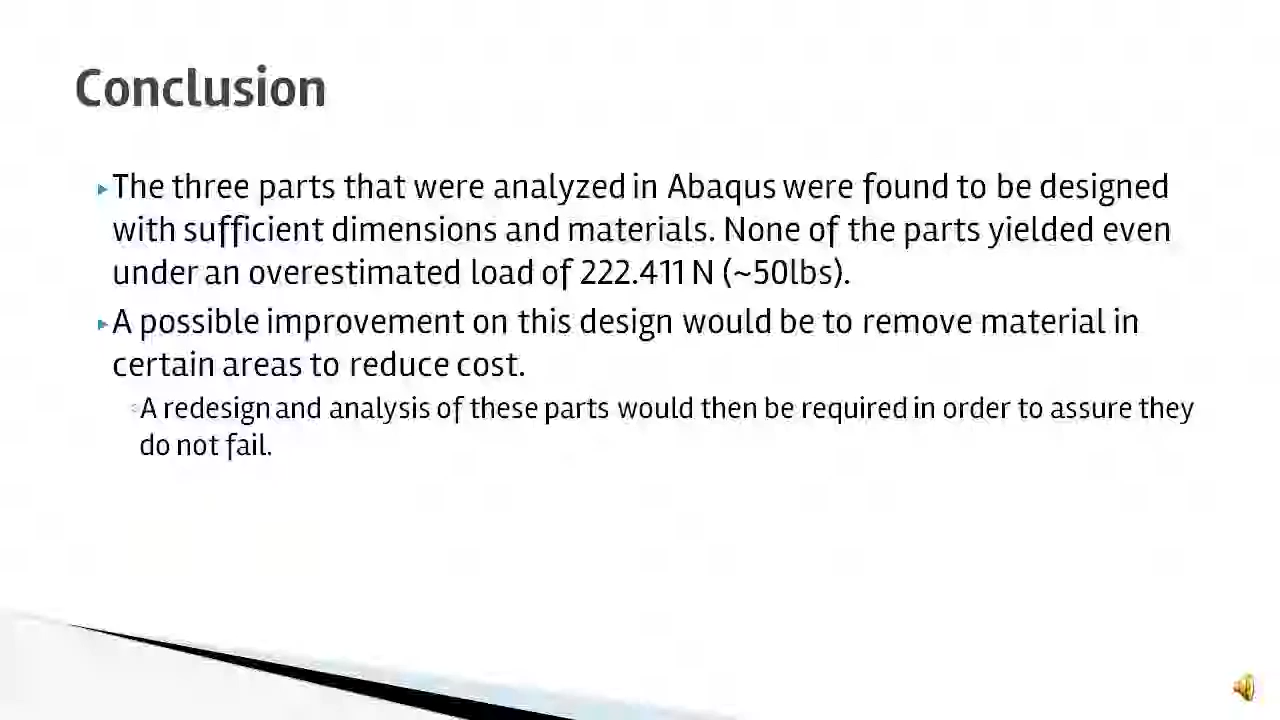 Conclusion
The three parts that were analyzed in Abaqus were found to be designed
with sufficient dimensions and materials. None of the parts yielded even
under an overestimated load of 222.411 N (~50lbs).
A possible improvement on this design would be to remove material in
certain areas to reduce cost.
A redesign and analysis of these parts would then be required in order to assure they
do not fail.